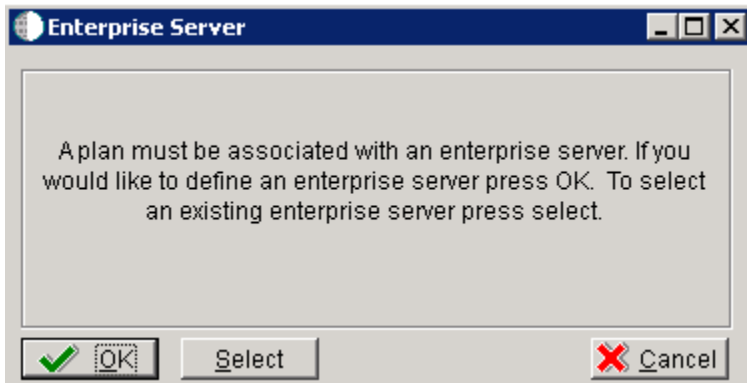 Enterprise Server
A plan must be associated with an enterprise server. If you
would like to define an enterprise server press OK. To select
an existing enterprise server press select.
OK Select Cancel